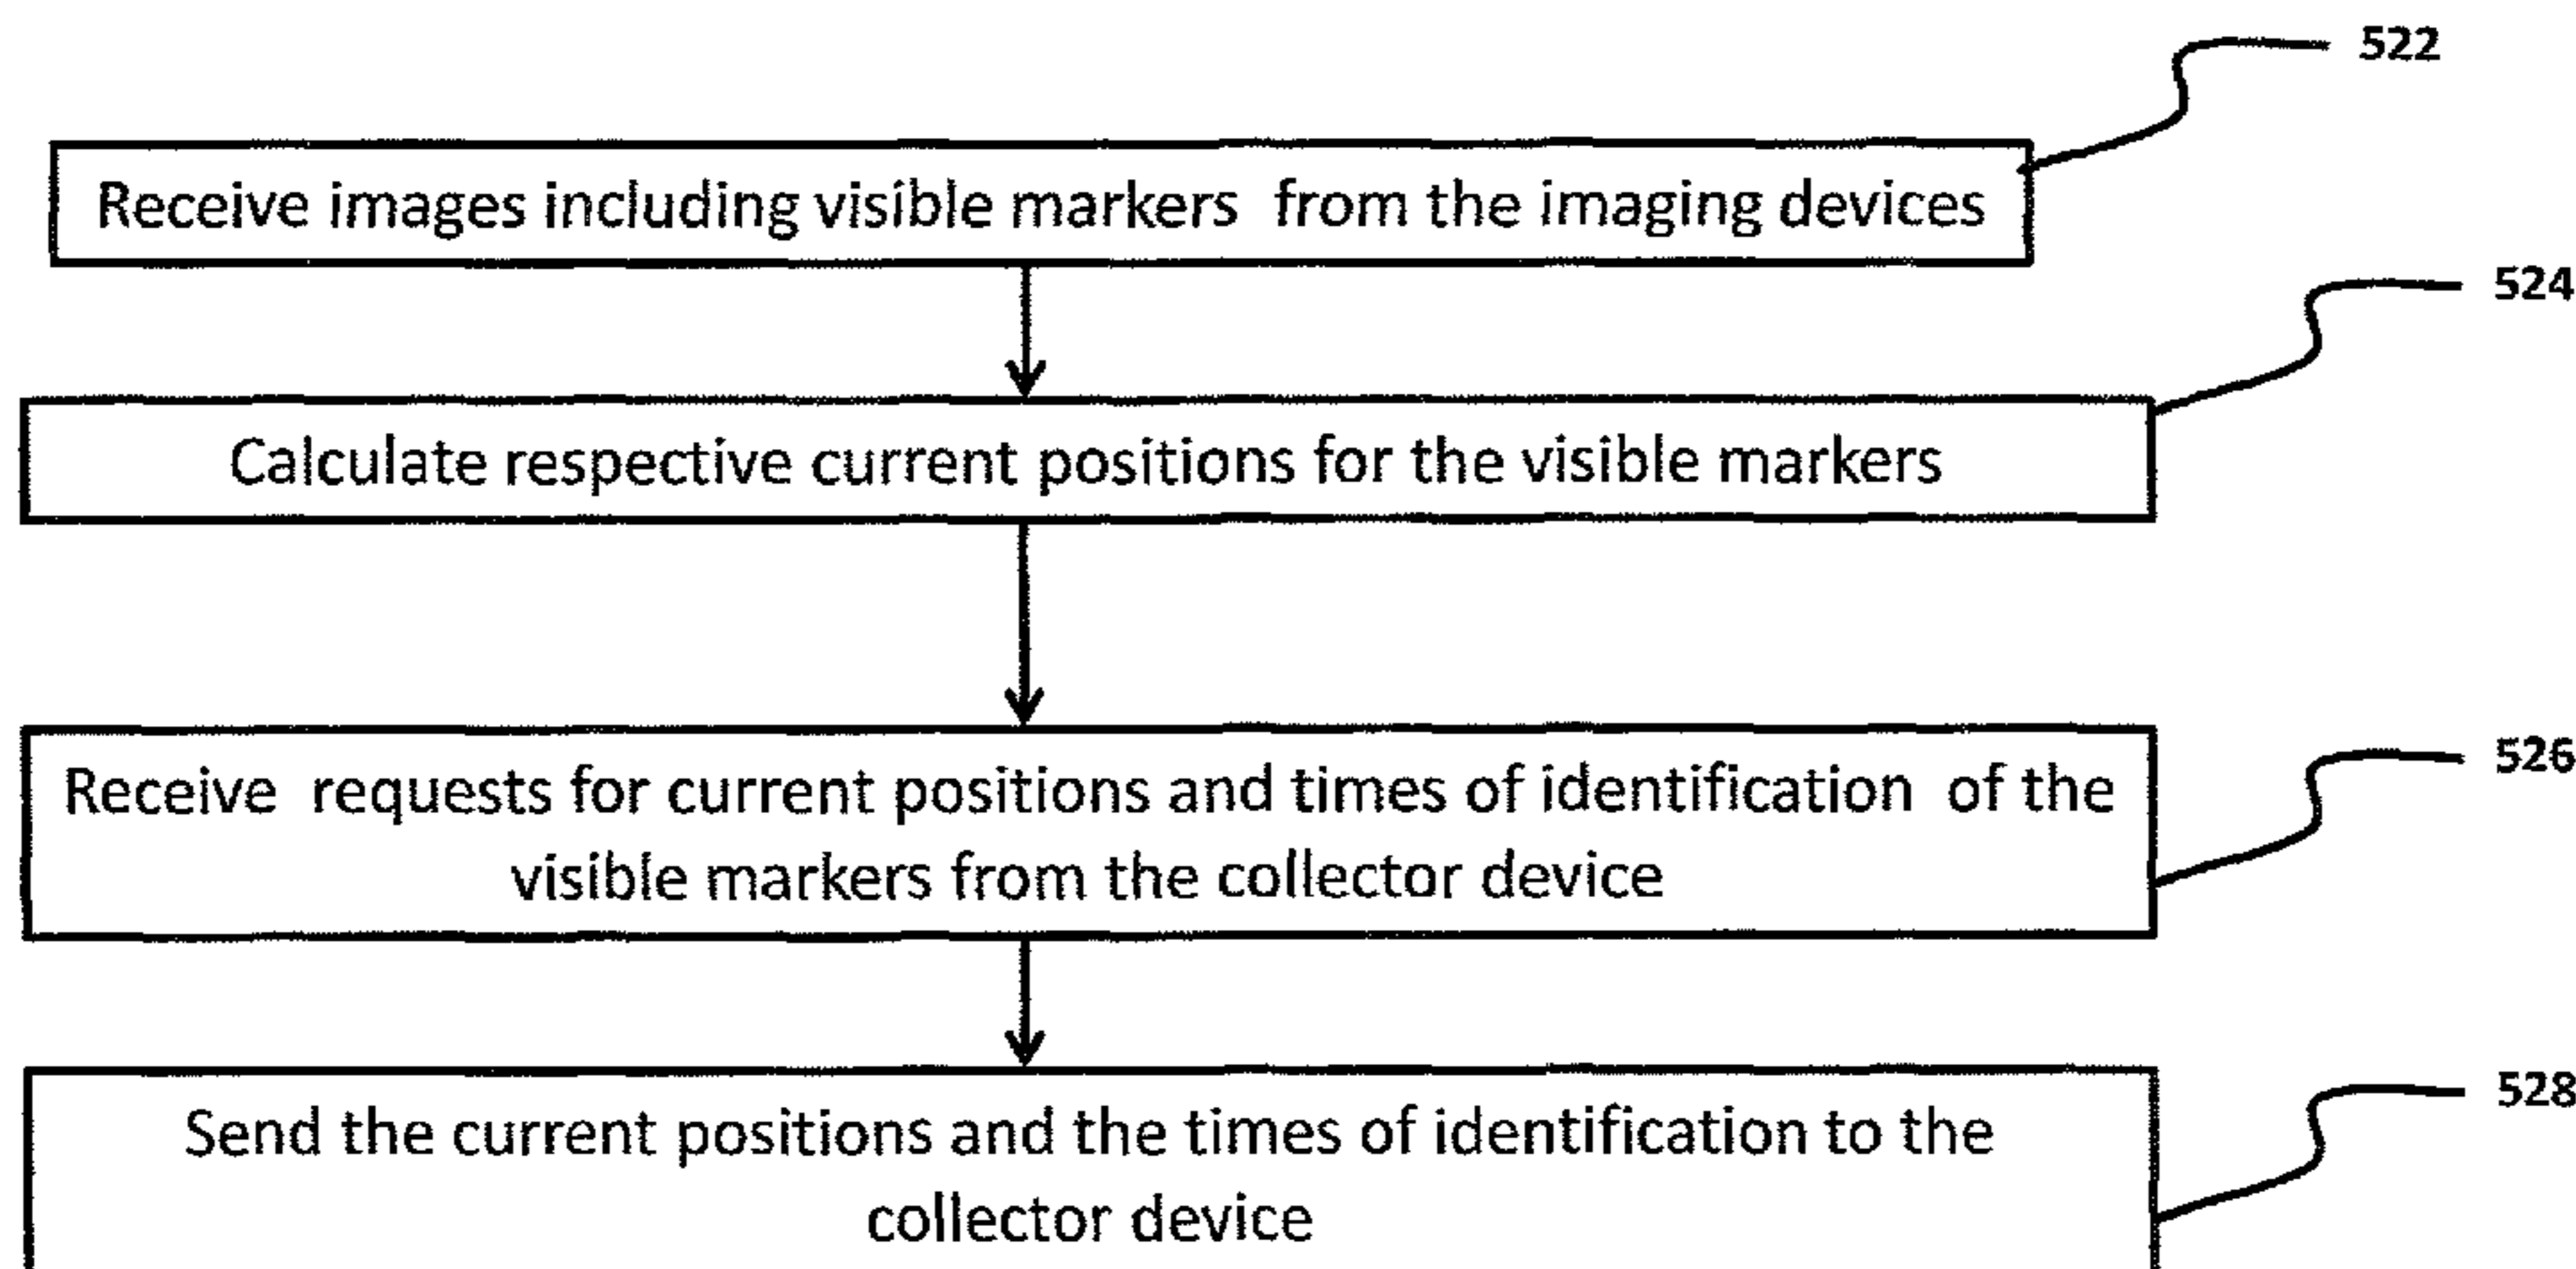 522
Receive images including visible markers from the imaging devices
524
Calculate respective current positions for the visible markers
526
Receive requests for current positions and times of identification of the
visible markers from the collector device
528
Send the current positions and the times of identification to the
collector device